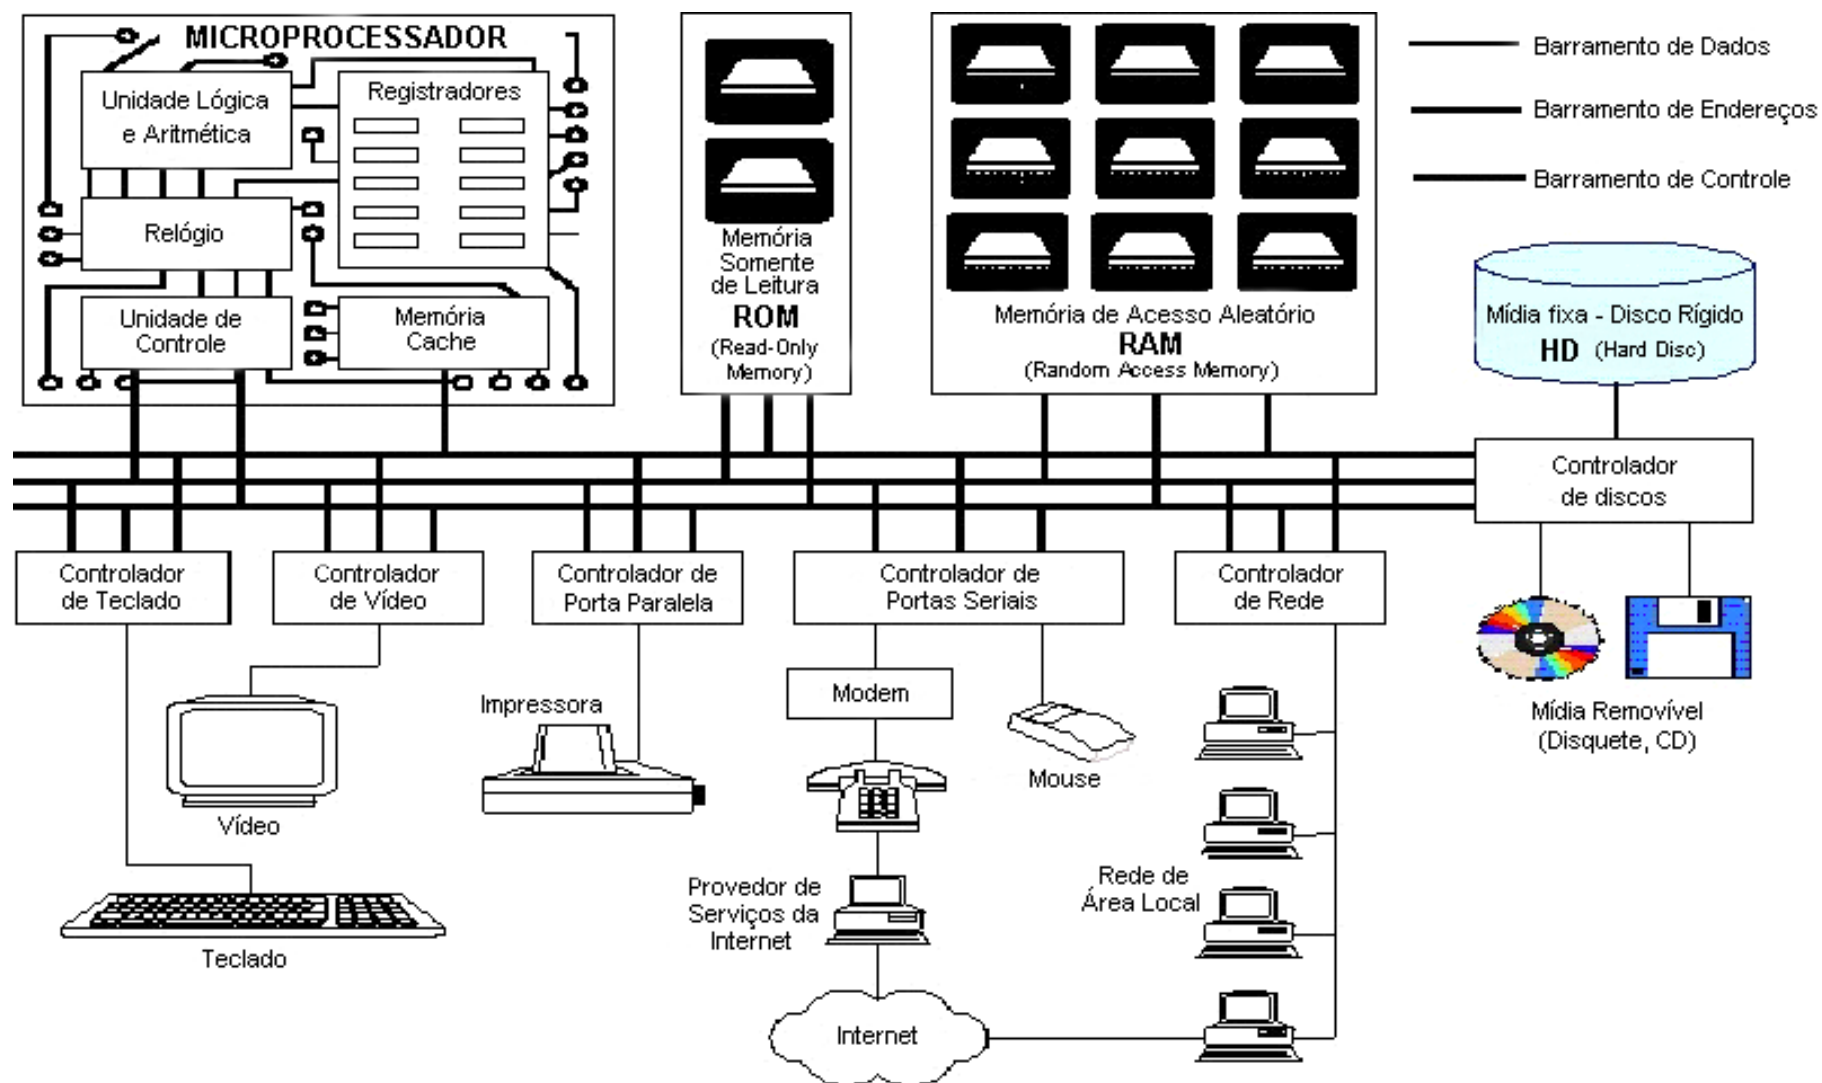 MICROPROCESSADOR
Unidade Lógica
e Aritmética
Registradores
Relógio
Unidade de
Controle
Memória
Cache
Memória
Somente
de Leitura
ROM
(Read-Only
Memory)
Memória de Acesso Aleatório
RAM
(Random Access Memory)
Barramento de Dados
Barramento de Endereços
Barramento de Controle
Mídia fixa - Disco Rígido
HD (Hard Disc)
Controlador
de discos
Controlador
de Teclado
Controlador
de Vídeo
Controlador de
Porta Paralela
Controlador de
Portas Seriais
Controlador
de Rede
Mídia Removível
(Disquete, CD)
Impressora
Modem
Mouse
Vídeo
Teclado
Provedor de
Serviços da
Internet
Rede de
Área Local
Internet